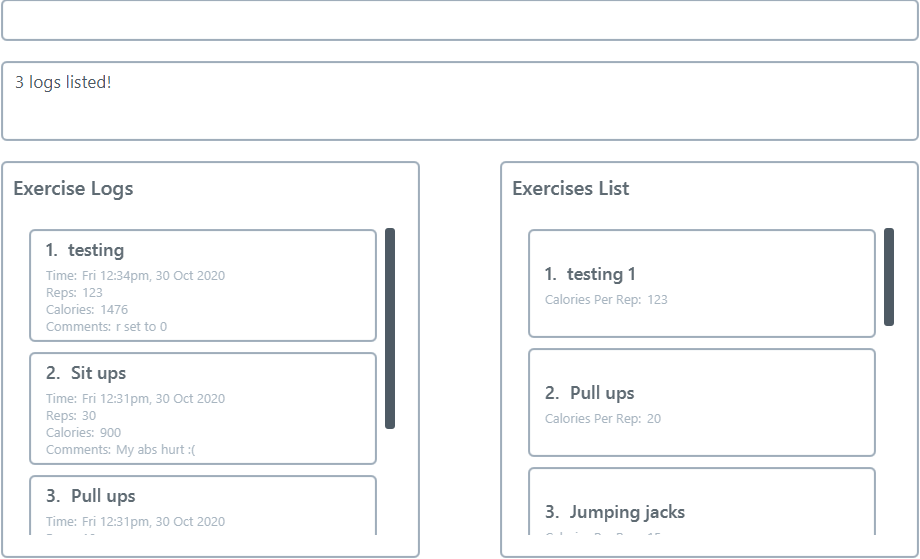 3 logs listed!
Exercise Logs
1. testing
Time: Fri 12:34pm, 30 Oct 2020
Reps: 123
Calories: 1476
Comments: r set to 0
2. Sit ups
Time: Fri 12:31pm, 30 Oct 2020
Reps: 30
Calories: 900
Comments: My abs hurt :(
3. Pull ups
Time: Fri 12:31pm, 30 Oct 2020
Exercises List
1. testing 1
Calories Per Rep: 123
2. Pull ups
Calories Per Rep: 20
3. Jumping jacks